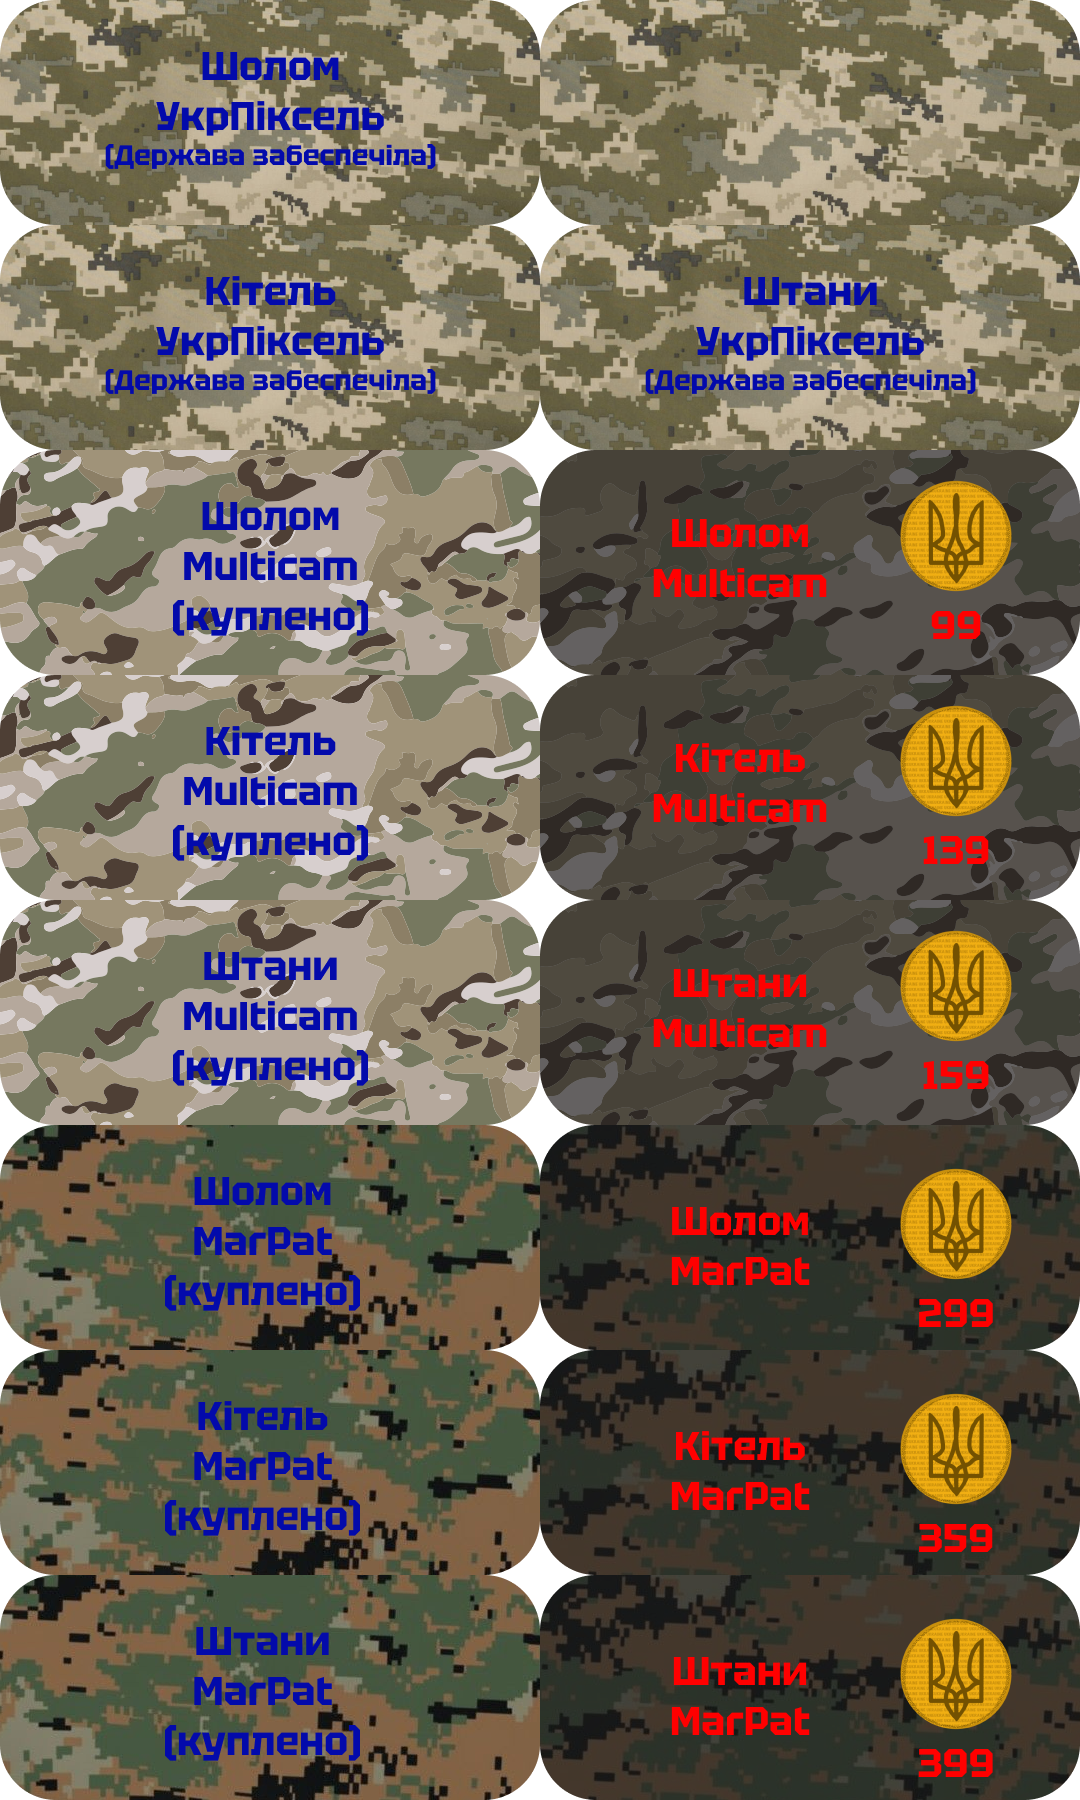 Шолом
УкрПіксель
(Держава забеспечіла)
Кітель
УкрПіксель
(Держава забеспечіла)
Штани
УкрПіксель
(Держава забеспечіла)
Шолом
Multicam
(куплено)
Шолом
Multicam
99
Кітель
Multicam
(куплено)
Кітель
Multicam
139
Штани
Multicam
(куплено)
Штани
Multicam
159
Шолом
MarPat
(куплено)
Шолом
MarPat
299
Кітель
MarPat
(куплено)
Кітель
MarPat
359
Штани
MarPat
(куплено)
Штани
MarPat
399